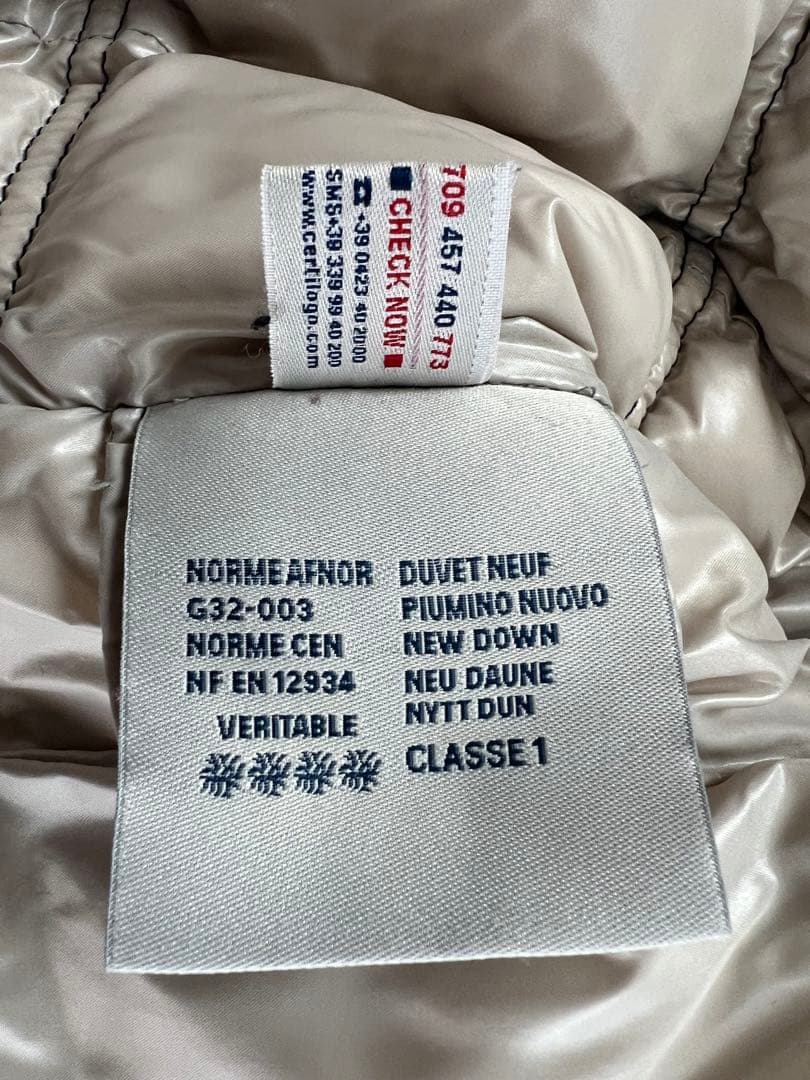 709 457 440 773
CHECK NOW
☎ +39 0423 40 2000
SMS+39 339 99 40 200
www.certilogo.com
NORME AFNOR
G32-003
NORME CEN
NF EN 12934
VERITABLE
DUVET NEUF
PIUMINO NUOVO
NEW DOWN
NEU DAUNE
NYTT DUN
CLASSE 1